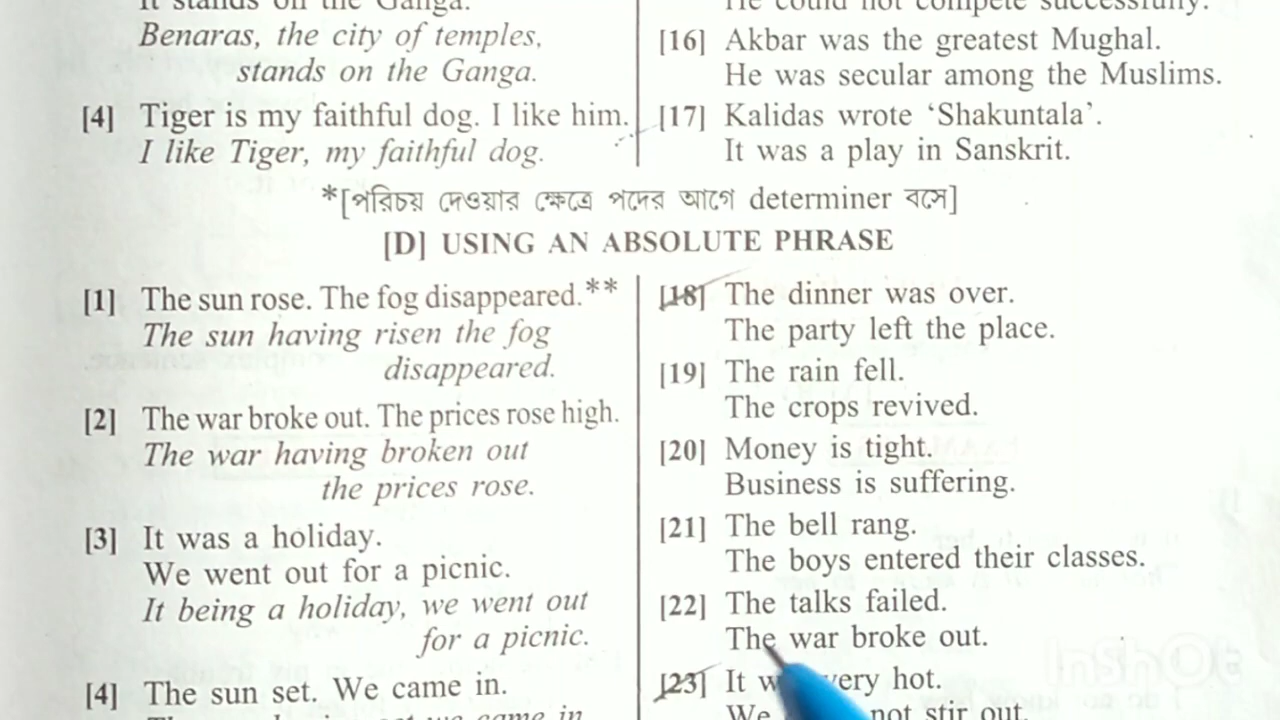 It stands on the Ganga.
Benaras, the city of temples,
stands on the Ganga.
[4] Tiger is my faithful dog. I like him.
I like Tiger, my faithful dog.
He could not compete successfully.
[16] Akbar was the greatest Mughal.
He was secular among the Muslims.
[17] Kalidas wrote ‘Shakuntala’.
It was a play in Sanskrit.
*[পরিচয় দেওয়ার ক্ষেত্রে পদের আগে determiner বসে]
[D] USING AN ABSOLUTE PHRASE
[1] The sun rose. The fog disappeared.**
The sun having risen the fog
disappeared.
[2] The war broke out. The prices rose high.
The war having broken out
the prices rose.
[3] It was a holiday.
We went out for a picnic.
It being a holiday, we went out
for a picnic.
[4] The sun set. We came in.
we came in
[18] The dinner was over.
The party left the place.
[19] The rain fell.
The crops revived.
[20] Money is tight.
Business is suffering.
[21] The bell rang.
The boys entered their classes.
[22] The talks failed.
The war broke out.
[23] It very hot.
We not stir out.
InShOt